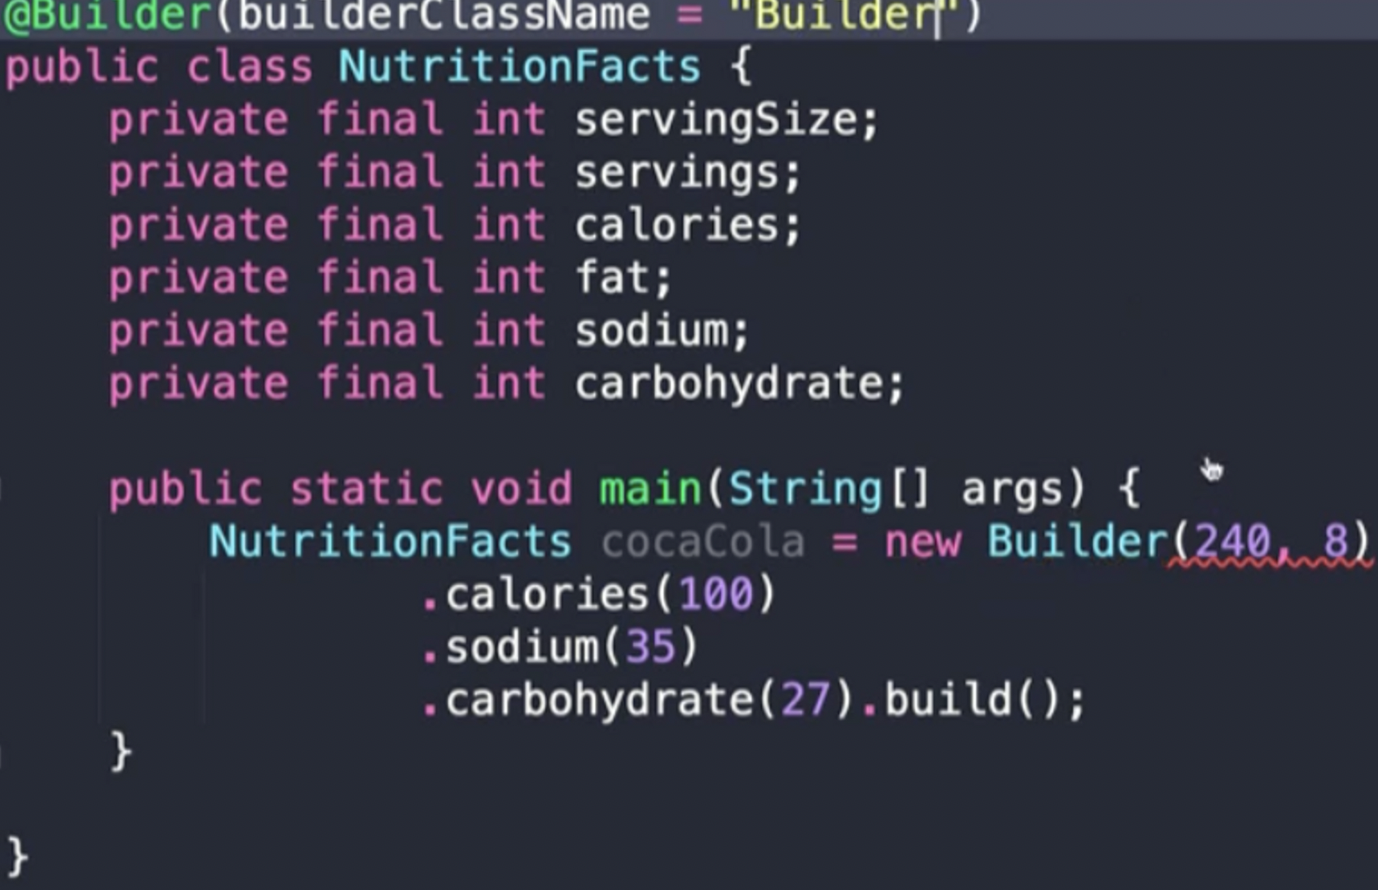 @Builder(builderClassName = "Builder")
public class NutritionFacts {
    private final int servingSize;
    private final int servings;
    private final int calories;
    private final int fat;
    private final int sodium;
    private final int carbohydrate;

    public static void main(String[] args) {
        NutritionFacts cocaCola = new Builder(240, 8)
                .calories(100)
                .sodium(35)
                .carbohydrate(27).build();
    }

}